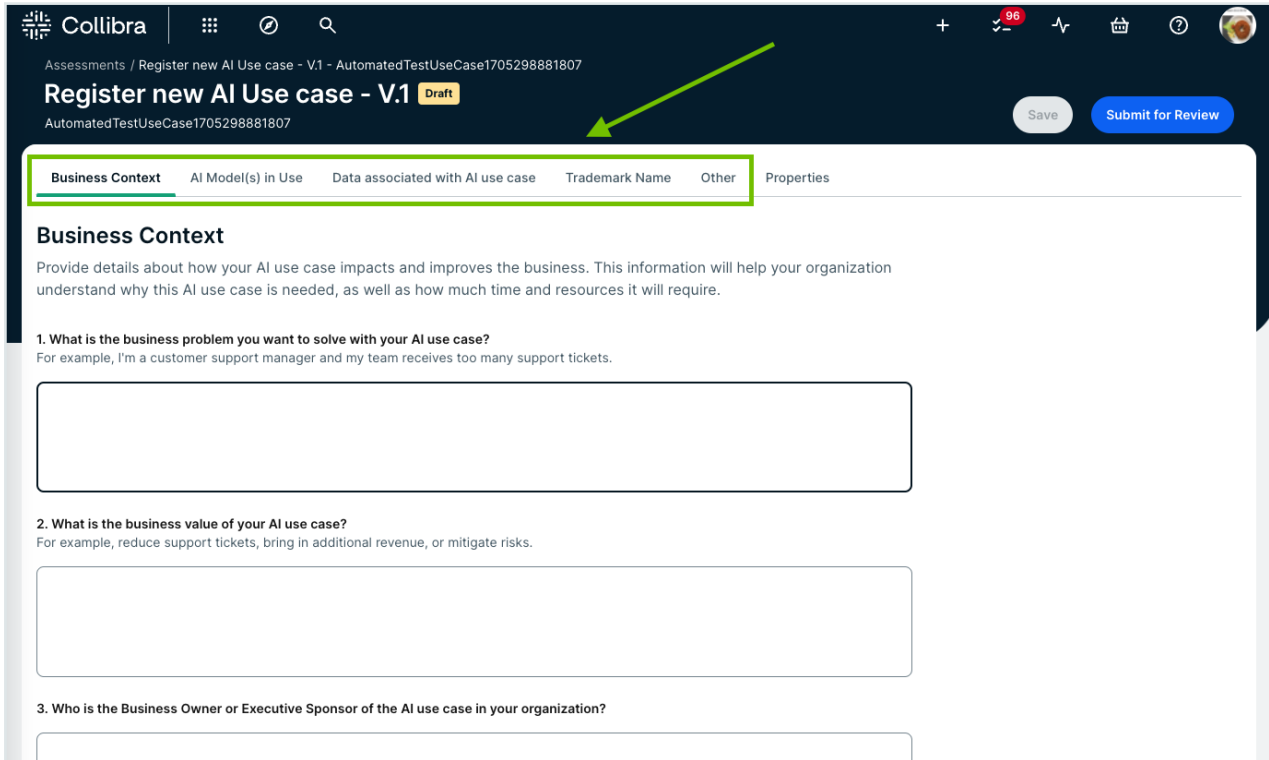 Collibra
96
Assessments / Register new AI Use case - V.1 - AutomatedTestUseCase1705298881807
Register new AI Use case - V.1 Draft
AutomatedTestUseCase1705298881807
Save
Submit for Review
Business Context AI Model(s) in Use Data associated with AI use case Trademark Name Other Properties
Business Context
Provide details about how your AI use case impacts and improves the business. This information will help your organization
understand why this AI use case is needed, as well as how much time and resources it will require.
1. What is the business problem you want to solve with your AI use case?
For example, I'm a customer support manager and my team receives too many support tickets.
2. What is the business value of your AI use case?
For example, reduce support tickets, bring in additional revenue, or mitigate risks.
3. Who is the Business Owner or Executive Sponsor of the AI use case in your organization?